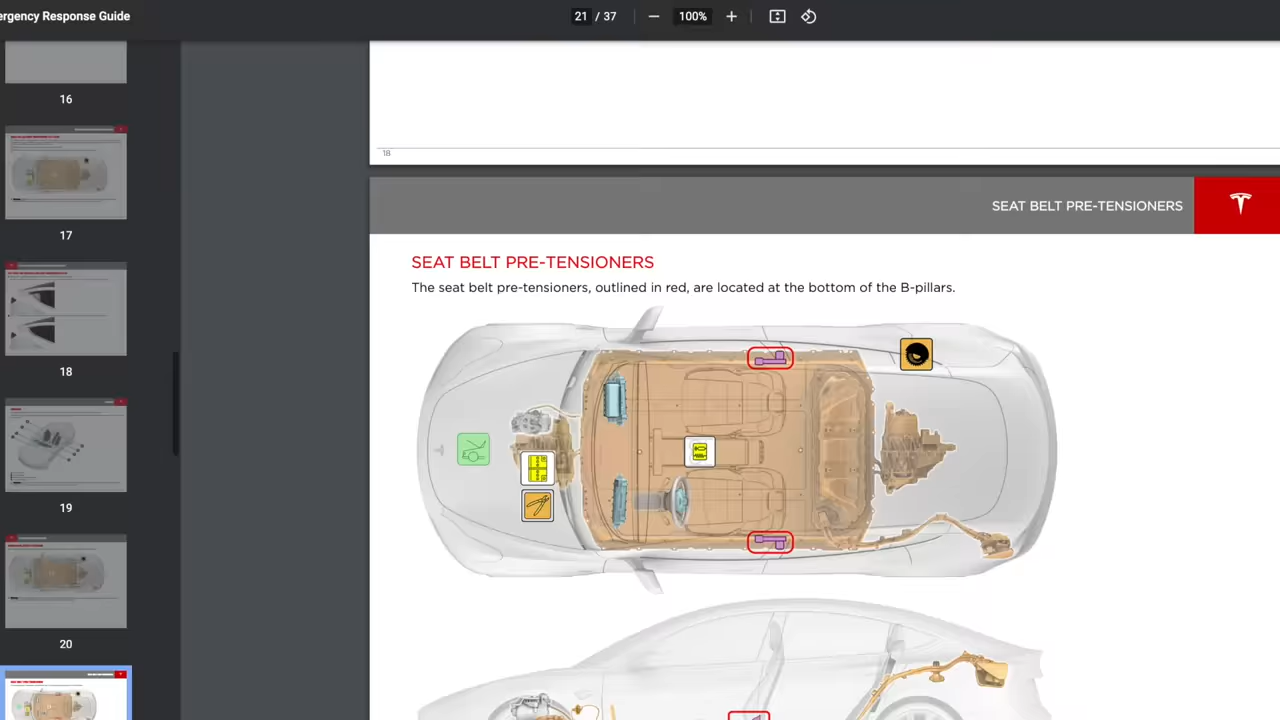 ergency Response Guide
21 / 37
100%
16
17
18
19
20
18
SEAT BELT PRE-TENSIONERS
SEAT BELT PRE-TENSIONERS
The seat belt pre-tensioners, outlined in red, are located at the bottom of the B-pillars.